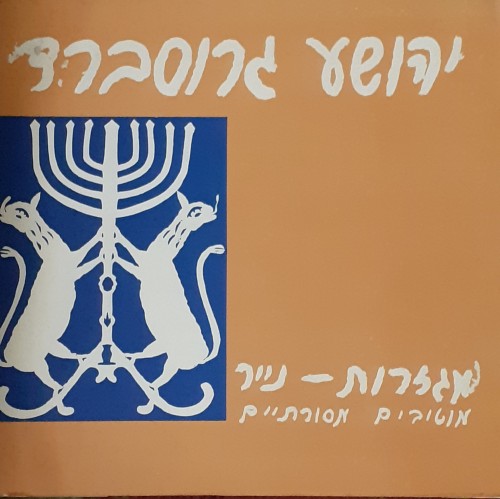 יהושע גרוסברד
מגזרות - נייר
מוטיבים מסורתיים